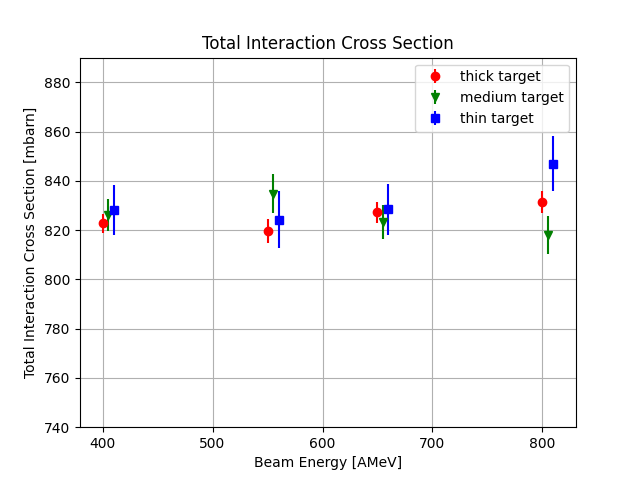 Total Interaction Cross Section
thick target
medium target
thin target
Total Interaction Cross Section [mbarn]
880
860
840
820
800
780
760
740
400
500
600
700
800
Beam Energy [AMeV]